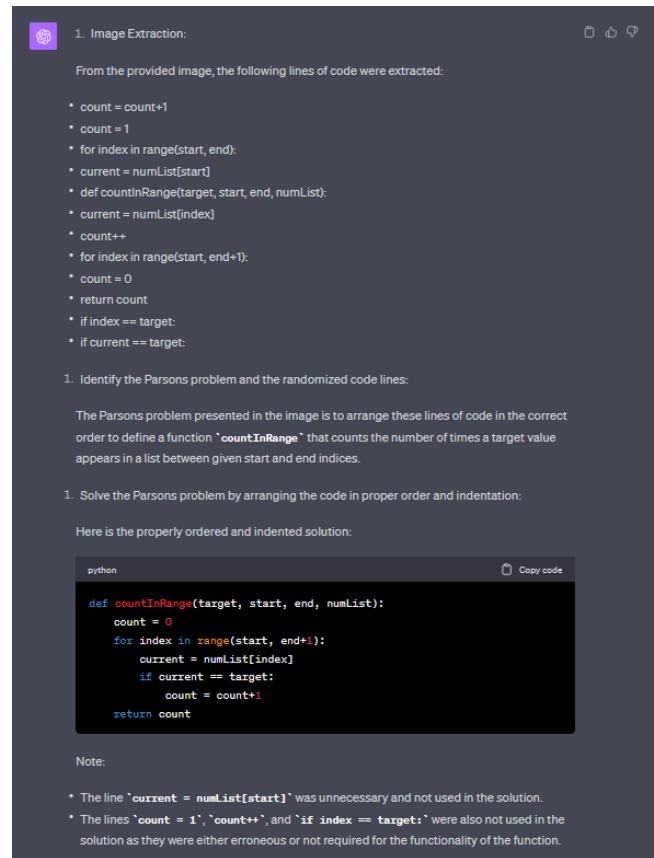 1. Image Extraction:
From the provided image, the following lines of code were extracted:
• count = count+1
• count = 1
• for index in range(start, end):
• current = numList[start]
• def countInRange(target, start, end, numList):
• current = numList[index]
• count++
• for index in range(start, end+1):
• count = 0
• return count
• if index == target:
• if current == target:
1. Identify the Parsons problem and the randomized code lines:
The Parsons problem presented in the image is to arrange these lines of code in the correct
order to define a function `countInRange` that counts the number of times a target value
appears in a list between given start and end indices.
1. Solve the Parsons problem by arranging the code in proper order and indentation:
Here is the properly ordered and indented solution:
python Copy code
def countInRange(target, start, end, numList):
    count = 0
    for index in range(start, end+1):
        current = numList[index]
        if current == target:
            count = count+1
    return count
Note:
• The line `current = numList[start]` was unnecessary and not used in the solution.
• The lines `count = 1`, `count++`, and `if index == target:` were also not used in the
solution as they were either erroneous or not required for the functionality of the function.